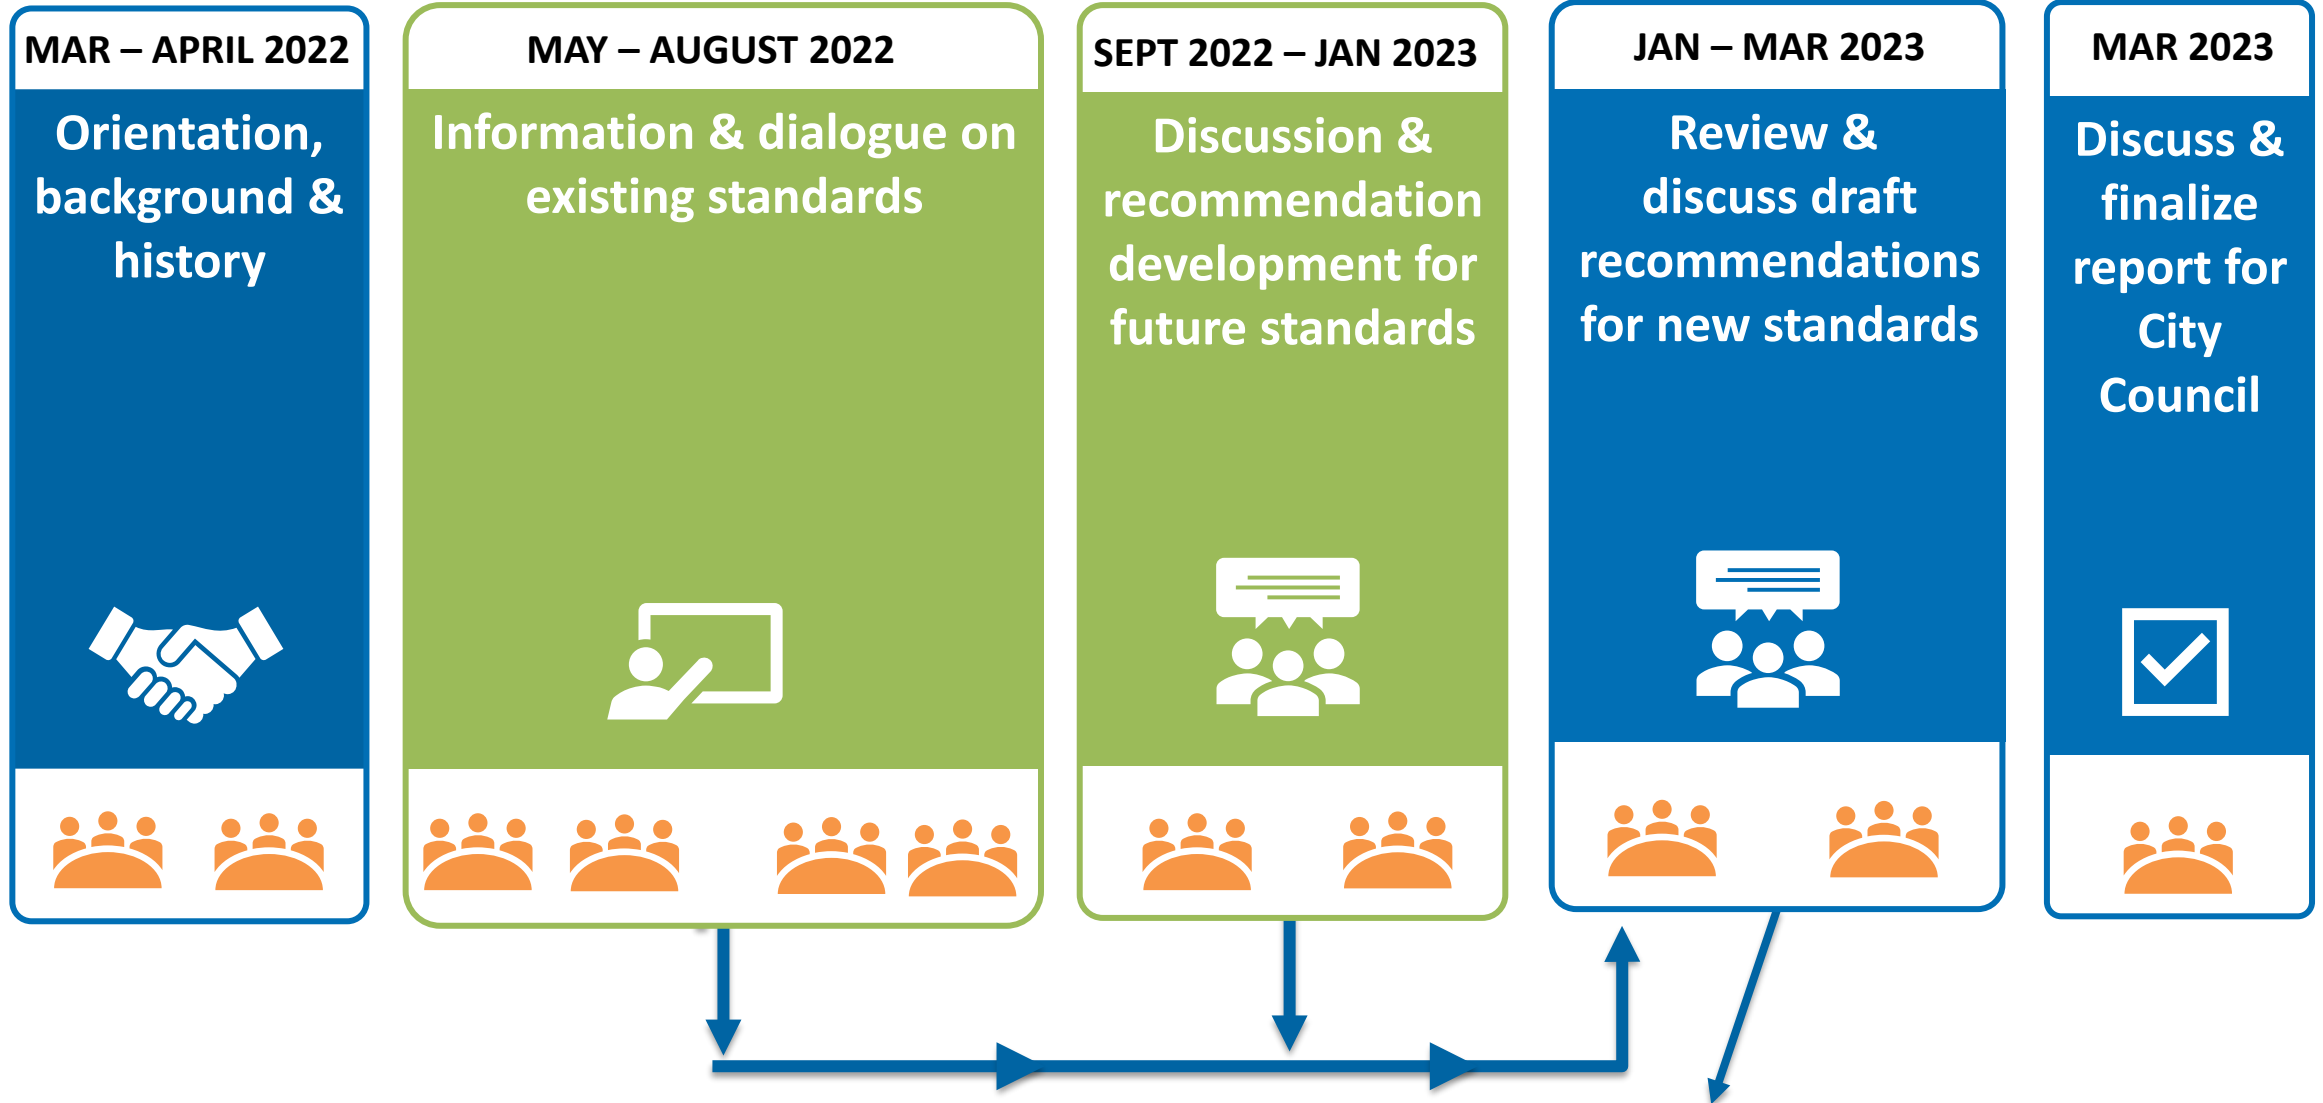 MAR – APRIL 2022
Orientation,
background &
history
MAY – AUGUST 2022
Information & dialogue on
existing standards
SEPT 2022 – JAN 2023
Discussion &
recommendation
development for
future standards
JAN – MAR 2023
Review &
discuss draft
recommendations
for new standards
MAR 2023
Discuss &
finalize
report for
City
Council